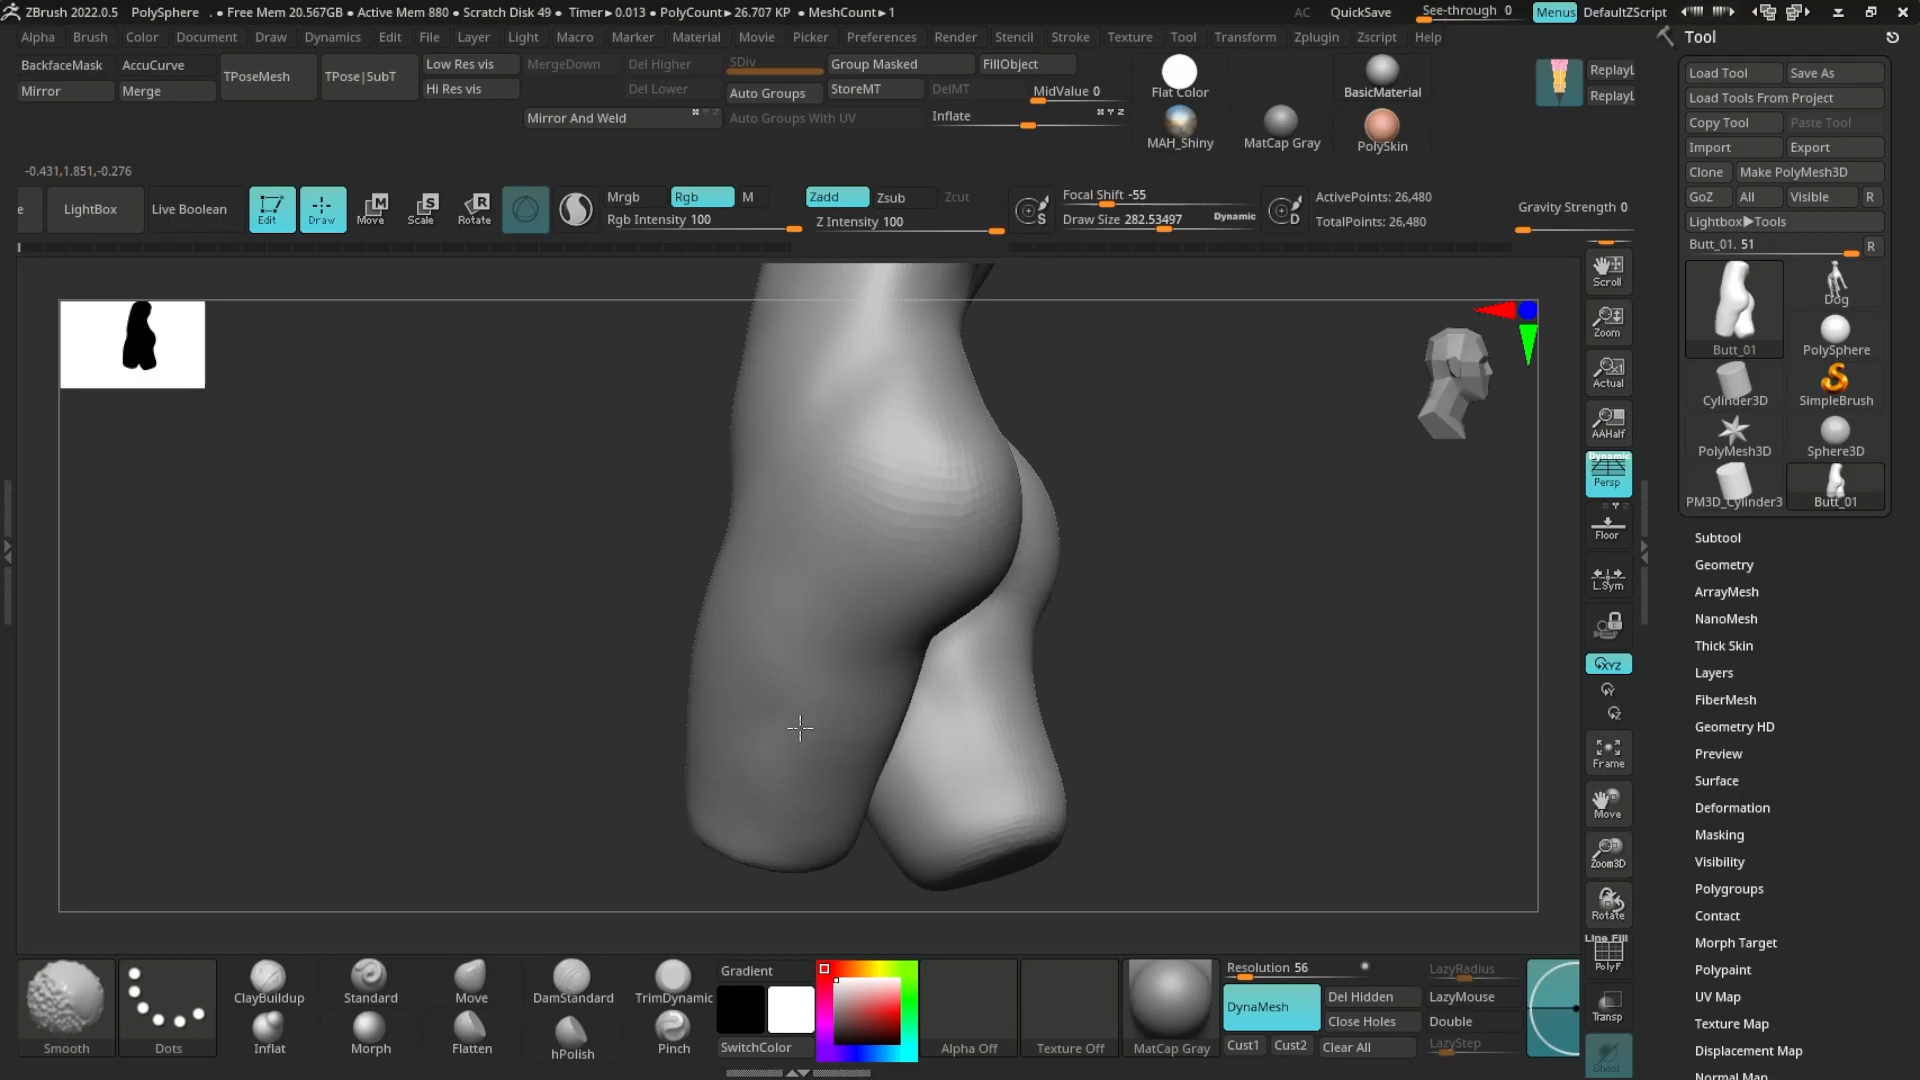 ZBrush 2022.0.5 PolySphere . ● Free Mem 20.567GB ● Active Mem 880 ● Scratch Disk 49 ● Timer▸0.013 ● PolyCount▸26.707 KP ● MeshCount▸1 AC QuickSave See-through 0 Menus DefaultZScript
Alpha Brush Color Document Draw Dynamics Edit File Layer Light Macro Marker Material Movie Picker Preferences Render Stencil Stroke Texture Tool Transform Zplugin Zscript Help
BackfaceMask AccuCurve TPoseMesh TPose|SubT Low Res vis MergeDown Del Higher SDiv Group Masked FillObject
Mirror Merge Hi Res vis Del Lower Auto Groups StoreMT DelMT MidValue 0 Flat Color BasicMaterial
Mirror And Weld Auto Groups With UV Inflate MAH_Shiny MatCap Gray PolySkin
ReplayL
ReplayL
-0.431,1.851,-0.276
e LightBox Live Boolean Edit Draw Move Scale Rotate Mrgb Rgb M Zadd Zsub Zcut Focal Shift -55 ActivePoints: 26,480 Gravity Strength 0
Rgb Intensity 100 Z Intensity 100 S Draw Size 282.53497 Dynamic D TotalPoints: 26,480
M
S
R
Tool
Load Tool Save As
Load Tools From Project
Copy Tool Paste Tool
Import Export
Clone Make PolyMesh3D
GoZ All Visible R
Lightbox▶Tools
Butt_01. 51 R
Butt_01 Dog
PolySphere
Cylinder3D SimpleBrush
PolyMesh3D Sphere3D
PM3D_Cylinder3 Butt_01
Subtool
Geometry
ArrayMesh
NanoMesh
Thick Skin
Layers
FiberMesh
Geometry HD
Preview
Surface
Deformation
Masking
Visibility
Polygroups
Contact
Morph Target
Polypaint
UV Map
Texture Map
Displacement Map
Normal Map
Scroll
Zoom
Actual
AAHalf
Dynamic
Persp
Floor
L.Sym
XYZ
Y
Z
Frame
Move
Zoom3D
Rotate
Line Fill
PolyF
Transp
Ghost
Smooth Dots ClayBuildup Standard Move DamStandard TrimDynamic Gradient
Inflat Morph Flatten hPolish Pinch SwitchColor
Alpha Off Texture Off MatCap Gray
Resolution 56 LazyRadius
DynaMesh Del Hidden LazyMouse
Close Holes Double
Cust1 Cust2 Clear All LazyStep